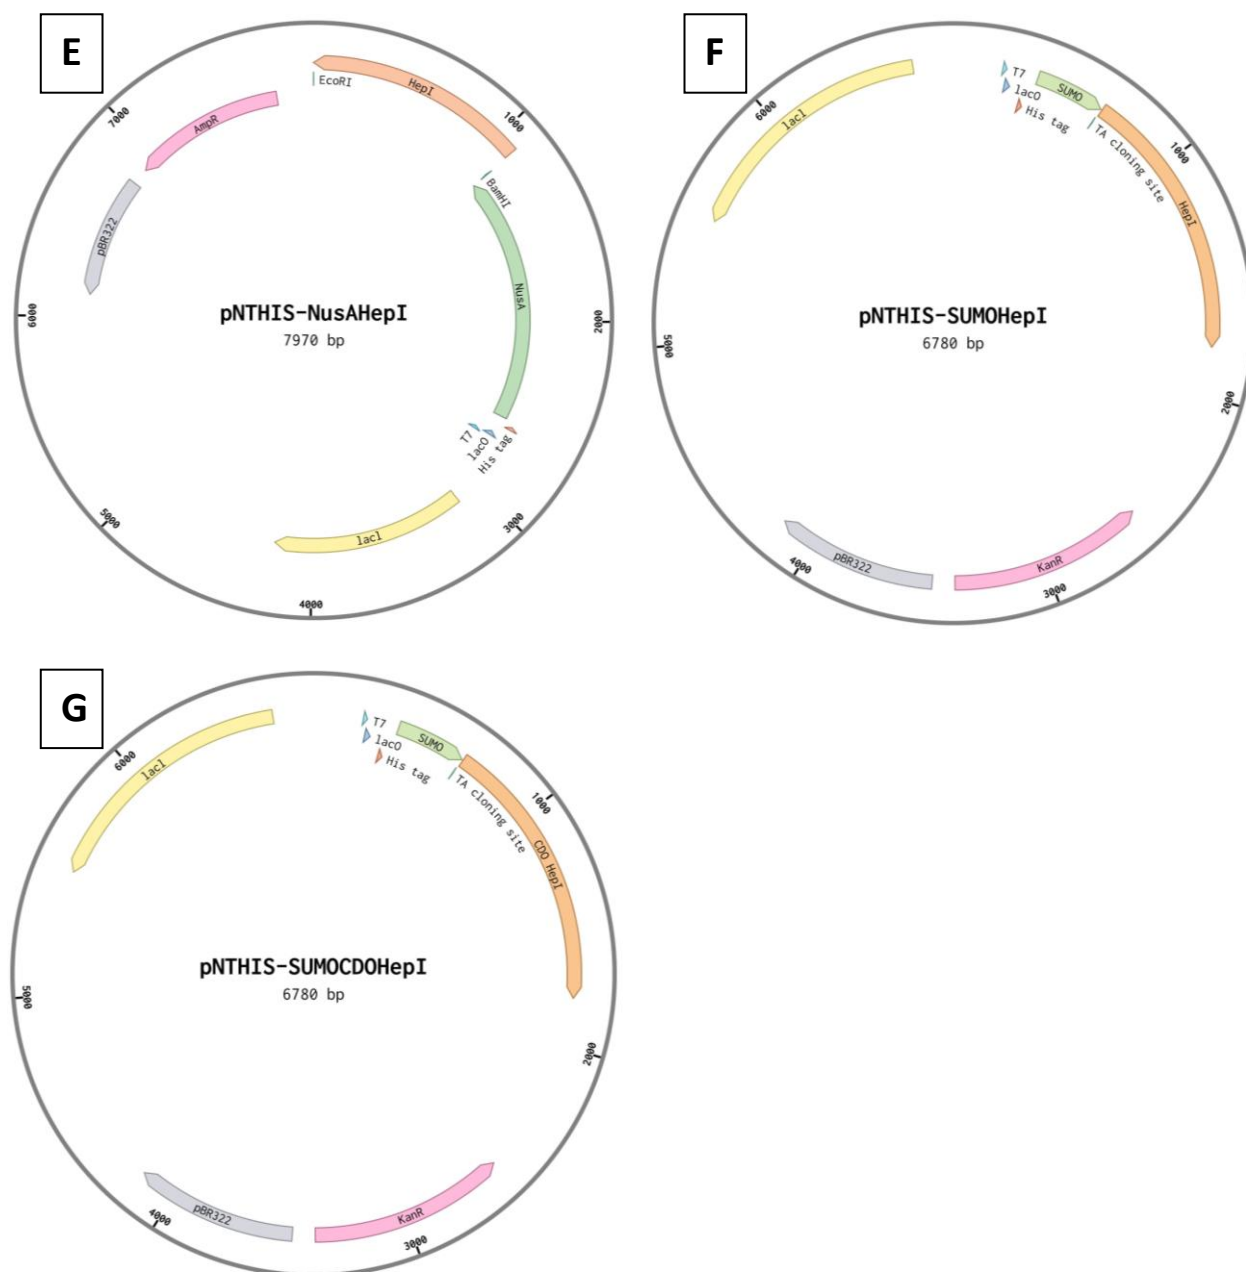 E
EcoRI
HepI
1000
BamHI
NusA
2000
T7
lacO
His tag
3000
lacI
4000
5000
6000
pBR322
AmpR
7000
pNTHIS-NusAHepI
7970 bp
F
T7
lacO
His tag
SUMO
TA cloning site
1000
HepI
2000
KanR
3000
pBR322
4000
5000
lacI
6000
pNTHIS-SUMOHepI
6780 bp
G
T7
lacO
His tag
SUMO
TA cloning site
1000
CDO HepI
2000
KanR
3000
pBR322
4000
5000
lacI
6000
pNTHIS-SUMOCDOHepI
6780 bp